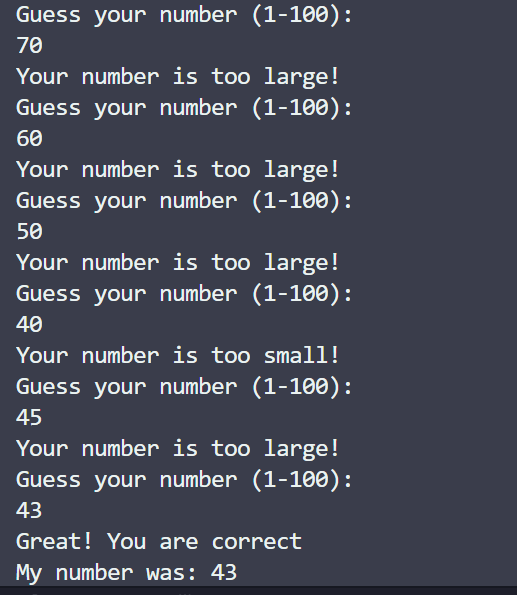 Guess your number (1-100):
70
Your number is too large!
Guess your number (1-100):
60
Your number is too large!
Guess your number (1-100):
50
Your number is too large!
Guess your number (1-100):
40
Your number is too small!
Guess your number (1-100):
45
Your number is too large!
Guess your number (1-100):
43
Great! You are correct
My number was: 43